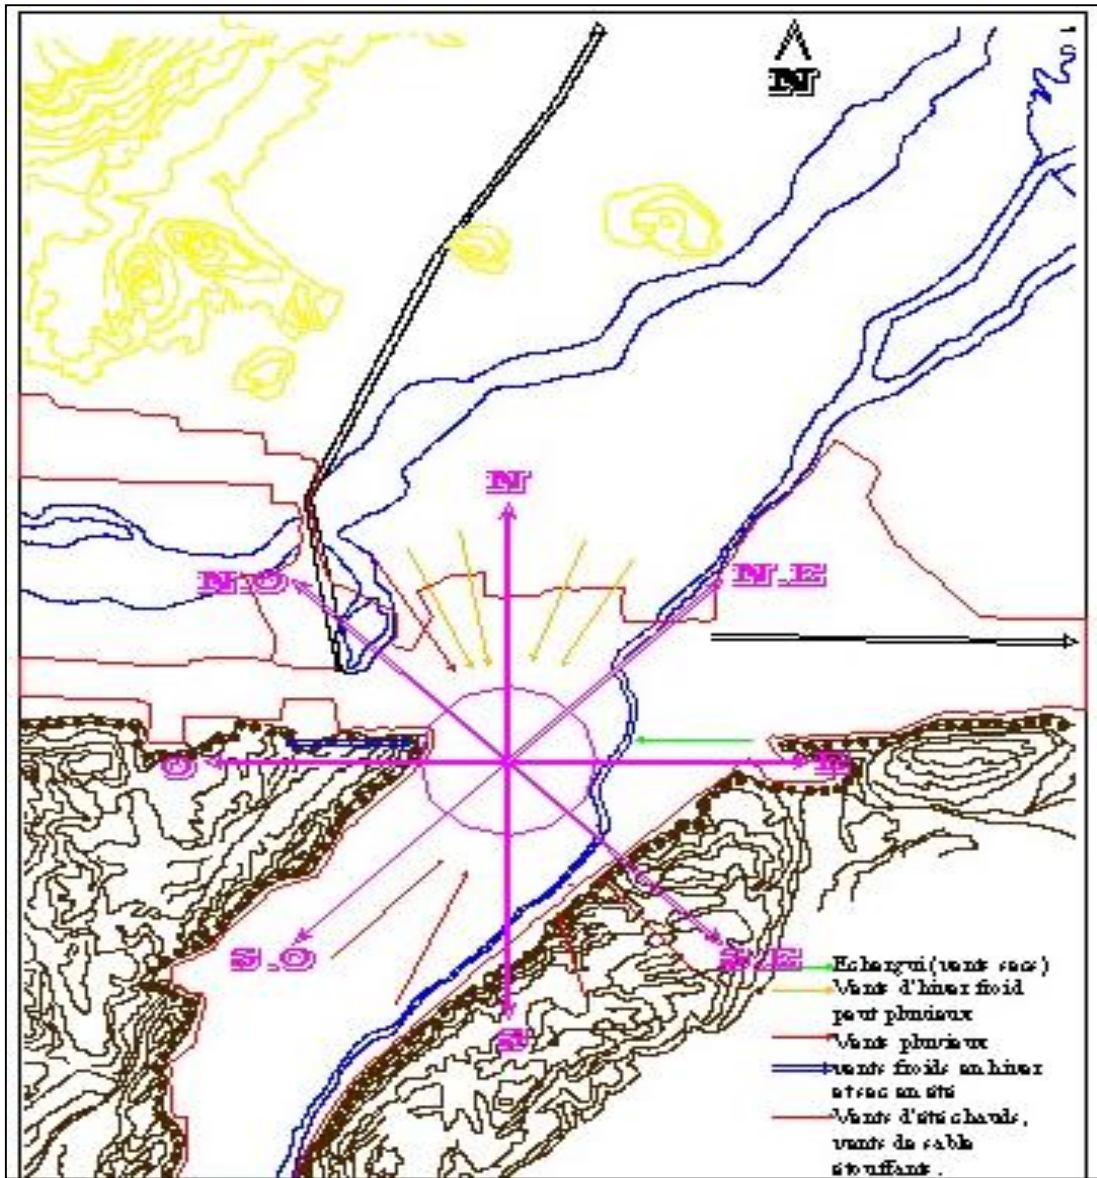 N
N
N.O
N.E
O
E
S.O
S.E
S
Echergui (vents secs)
Vents d'hiver froid
peut pluvieux
Vents pluvieux
vents froids en hiver
et sec en été
Vents d'été chauds,
vents de sable
étouffants.